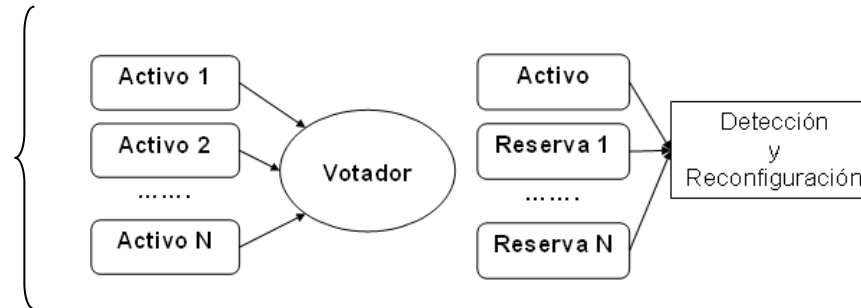 Activo 1
Activo 2
.......
Activo N
Votador
Activo
Reserva 1
.......
Reserva N
Detección
y
Reconfiguración